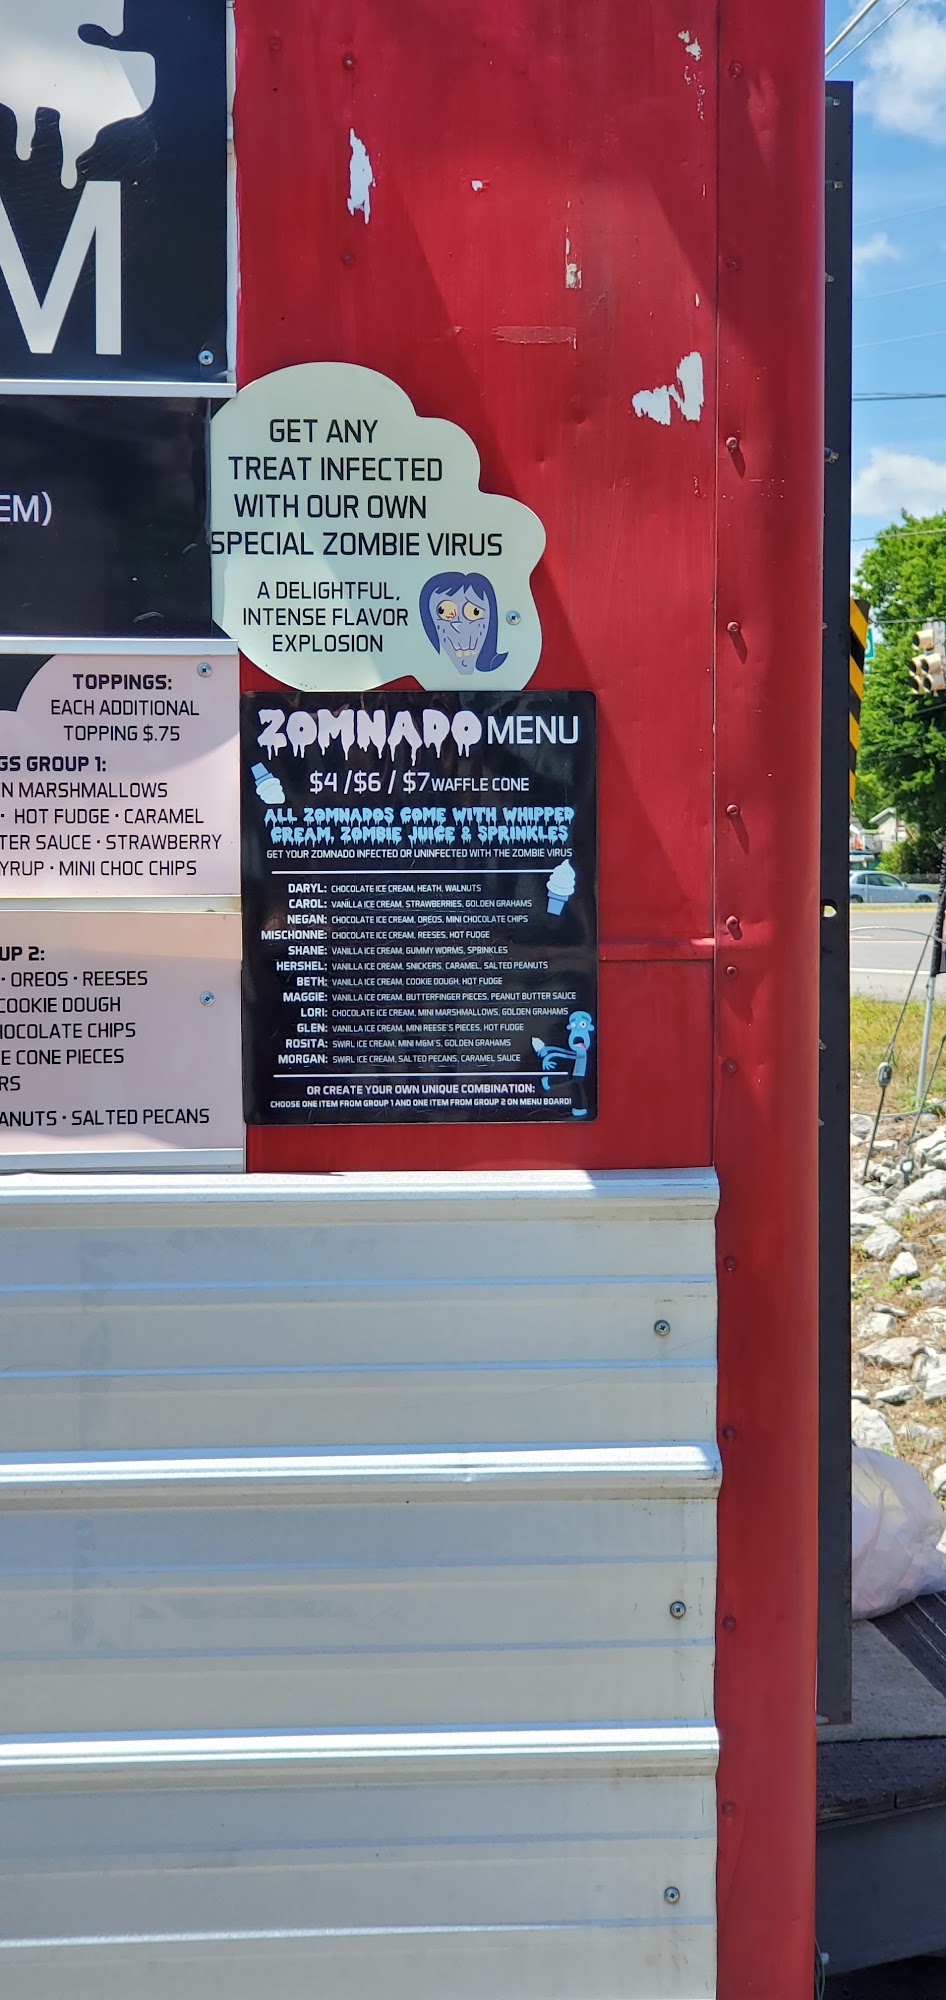 M
EM)
GET ANY
TREAT INFECTED
WITH OUR OWN
SPECIAL ZOMBIE VIRUS
A DELIGHTFUL,
INTENSE FLAVOR
EXPLOSION
TOPPINGS:
EACH ADDITIONAL
TOPPING $.75
GS GROUP 1:
N MARSHMALLOWS
· HOT FUDGE · CARAMEL
TER SAUCE · STRAWBERRY
YRUP · MINI CHOC CHIPS
UP 2:
· OREOS · REESES
COOKIE DOUGH
HOCOLATE CHIPS
E CONE PIECES
RS
ANUTS · SALTED PECANS
ZOMNADO MENU
$4 / $6 / $7 WAFFLE CONE
ALL ZOMNADOS COME WITH WHIPPED
CREAM, ZOMBIE JUICE & SPRINKLES
GET YOUR ZOMNADO INFECTED OR UNINFECTED WITH THE ZOMBIE VIRUS
DARYL: CHOCOLATE ICE CREAM, HEATH, WALNUTS
CAROL: VANILLA ICE CREAM, STRAWBERRIES, GOLDEN GRAHAMS
NEGAN: CHOCOLATE ICE CREAM, OREOS, MINI CHOCOLATE CHIPS
MISCHONNE: CHOCOLATE ICE CREAM, REESES, HOT FUDGE
SHANE: VANILLA ICE CREAM, GUMMY WORMS, SPRINKLES
HERSHEL: VANILLA ICE CREAM, SNICKERS, CARAMEL, SALTED PEANUTS
BETH: VANILLA ICE CREAM, COOKIE DOUGH, HOT FUDGE
MAGGIE: VANILLA ICE CREAM, BUTTERFINGER PIECES, PEANUT BUTTER SAUCE
LORI: CHOCOLATE ICE CREAM, MINI MARSHMALLOWS, GOLDEN GRAHAMS
GLEN: VANILLA ICE CREAM, MINI REESE'S PIECES, HOT FUDGE
ROSITA: SWIRL ICE CREAM, MINI M&M'S, GOLDEN GRAHAMS
MORGAN: SWIRL ICE CREAM, SALTED PECANS, CARAMEL SAUCE
OR CREATE YOUR OWN UNIQUE COMBINATION:
CHOOSE ONE ITEM FROM GROUP 1 AND ONE ITEM FROM GROUP 2 ON MENU BOARD!